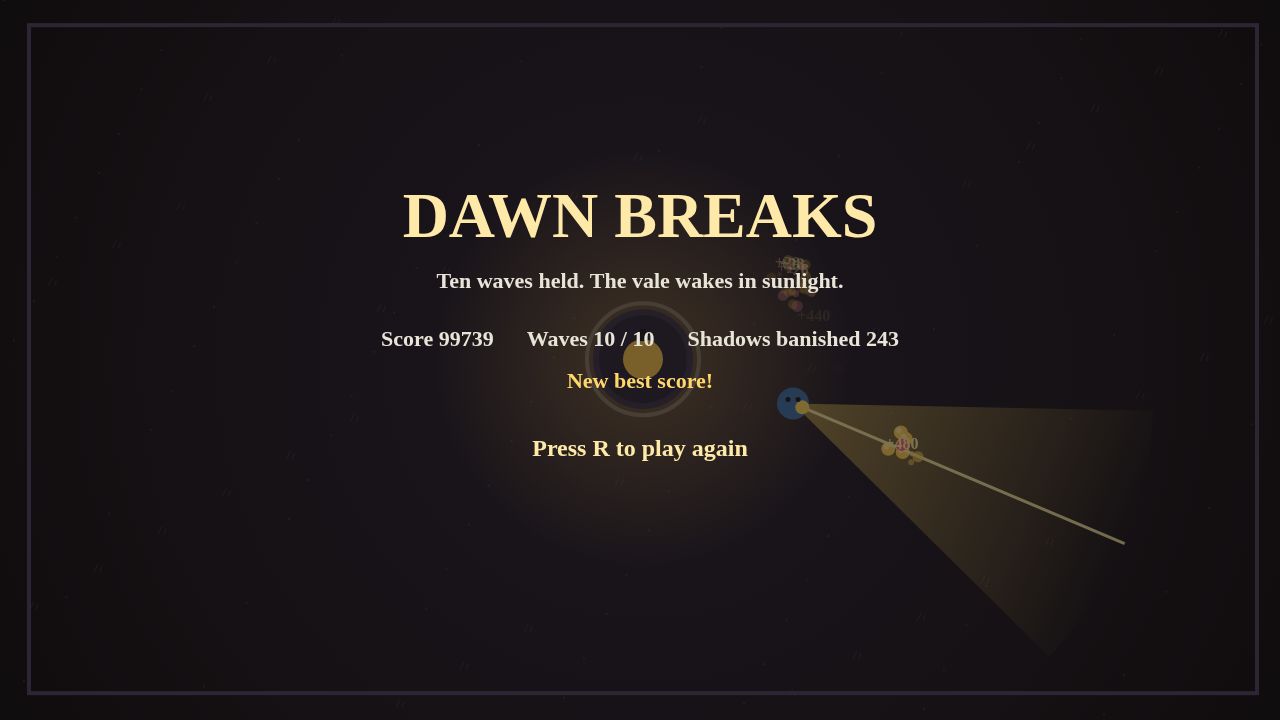 DAWN BREAKS
Ten waves held. The vale wakes in sunlight.
+440
Score 99739 Waves 10 / 10 Shadows banished 243
New best score!
Press R to play again